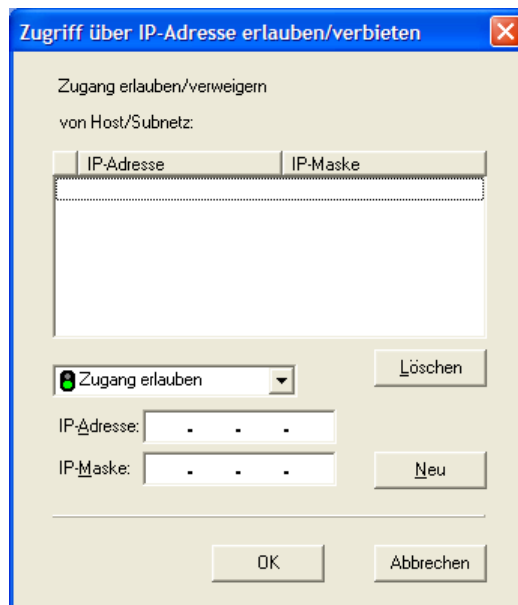 Zugriff über IP-Adresse erlauben/verbieten
Zugang erlauben/verweigern
von Host/Subnetz:
IP-Adresse IP-Maske
Löschen
Zugang erlauben
IP-Adresse: . . .
IP-Maske: . . .
Neu
OK Abbrechen